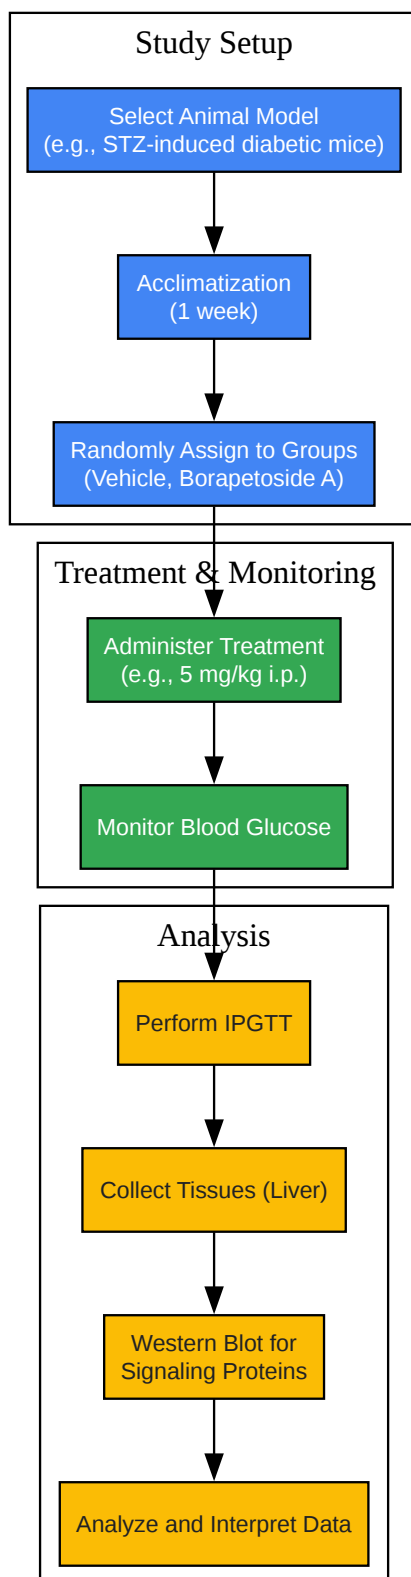 Study Setup
Select Animal Model
(e.g., STZ-induced diabetic mice)
Acclimatization
(1 week)
Randomly Assign to Groups
(Vehicle, Borapetoside A)
Treatment & Monitoring
Administer Treatment
(e.g., 5 mg/kg i.p.)
Monitor Blood Glucose
Analysis
Perform IPGTT
Collect Tissues (Liver)
Western Blot for
Signaling Proteins
Analyze and Interpret Data